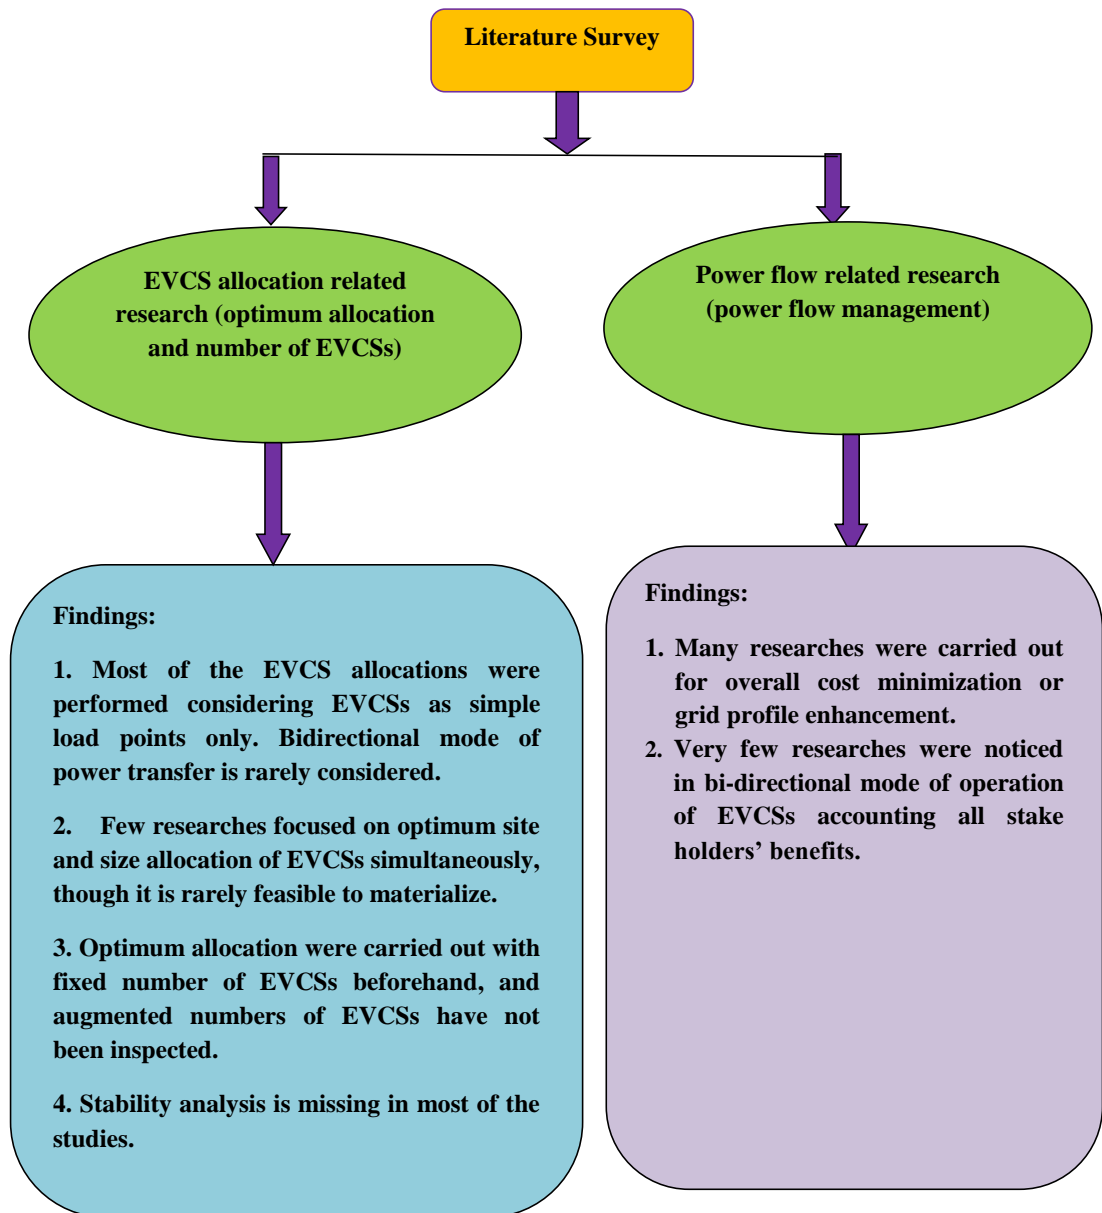 Literature Survey
EVCS allocation related
research (optimum allocation
and number of EVCSs)
Power flow related research
(power flow management)
Findings:
1. Most of the EVCS allocations were
performed considering EVCSs as simple
load points only. Bidirectional mode of
power transfer is rarely considered.
2. Few researches focused on optimum site
and size allocation of EVCSs simultaneously,
though it is rarely feasible to materialize.
3. Optimum allocation were carried out with
fixed number of EVCSs beforehand, and
augmented numbers of EVCSs have not
been inspected.
4. Stability analysis is missing in most of the
studies.
Findings:
1. Many researches were carried out
for overall cost minimization or
grid profile enhancement.
2. Very few researches were noticed
in bi-directional mode of operation
of EVCSs accounting all stake
holders’ benefits.